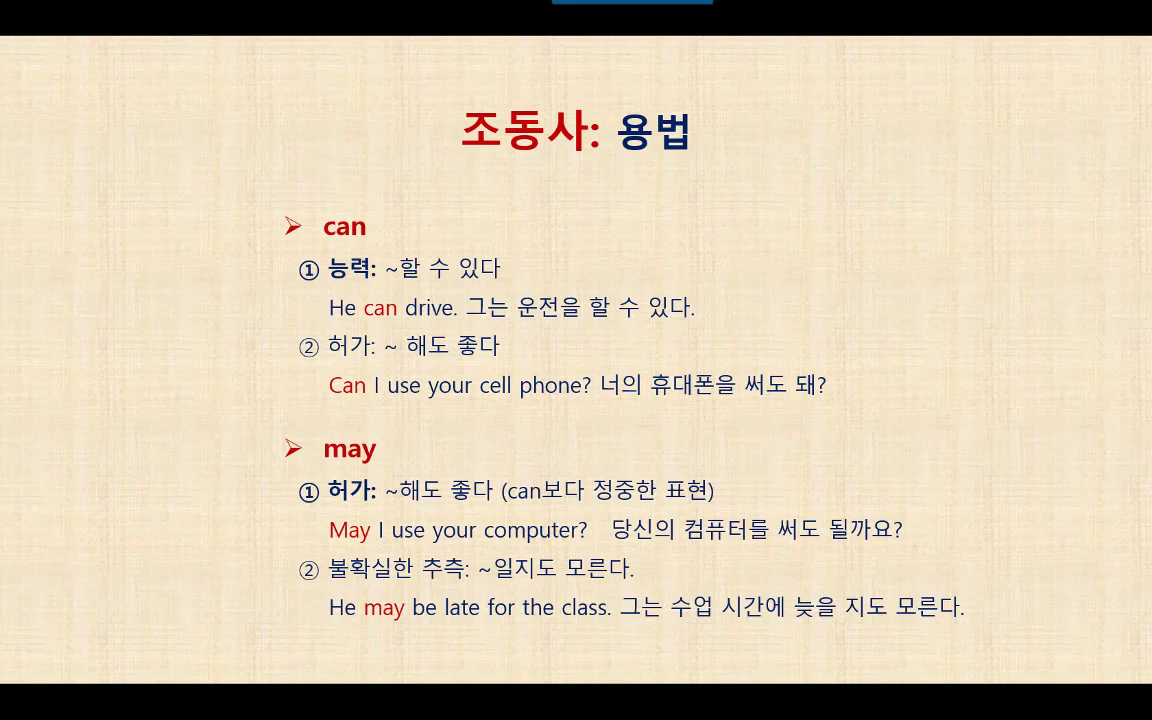 조동사: 용법
➢ can
① 능력: ~할 수 있다
He can drive. 그는 운전을 할 수 있다.
② 허가: ~ 해도 좋다
Can I use your cell phone? 너의 휴대폰을 써도 돼?
➢ may
① 허가: ~해도 좋다 (can보다 정중한 표현)
May I use your computer? 당신의 컴퓨터를 써도 될까요?
② 불확실한 추측: ~일지도 모른다.
He may be late for the class. 그는 수업 시간에 늦을 지도 모른다.